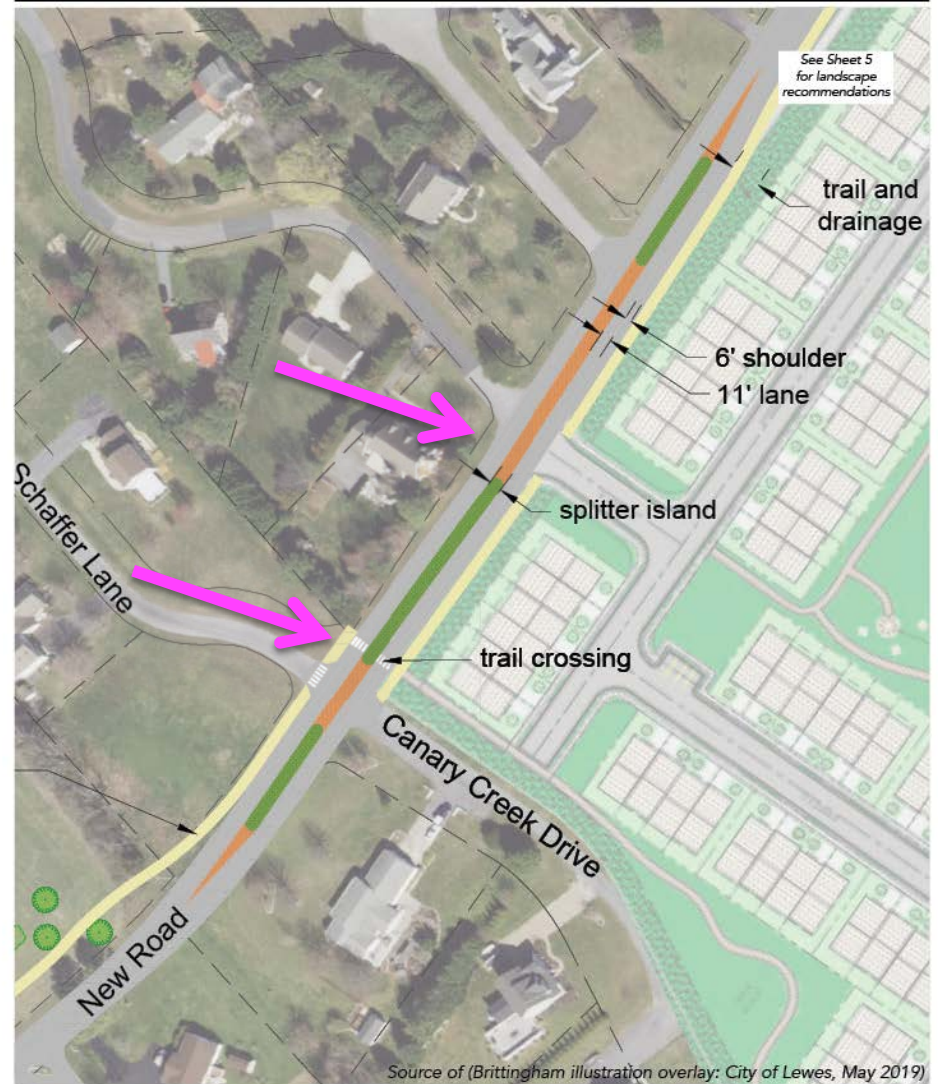 See Sheet 5
for landscape
recommendations
trail and
drainage
6' shoulder
11' lane
splitter island
Schaffer Lane
trail crossing
Canary Creek Drive
New Road
Source of (Brittingham illustration overlay: City of Lewes, May 2019)